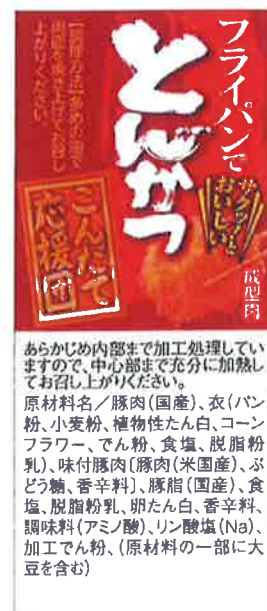 フライパンで
とんかつ
サクッとおいしい
【調理方法】多めの油で
両面を焼き上げてお召し
上がりください。
こんだて
応援団
成型肉
あらかじめ内部まで加工処理してい
ますので、中心部まで充分に加熱し
てお召し上がりください。
原材料名／豚肉(国産)、衣(パン
粉、小麦粉、植物性たん白、コーン
フラワー、でん粉、食塩、脱脂粉
乳)、味付豚肉〔豚肉(米国産)、ぶ
どう糖、香辛料〕、豚脂(国産)、食
塩、脱脂粉乳、卵たん白、香辛料、
調味料(アミノ酸)、リン酸塩(Na)、
加工でん粉、(原材料の一部に大
豆を含む)